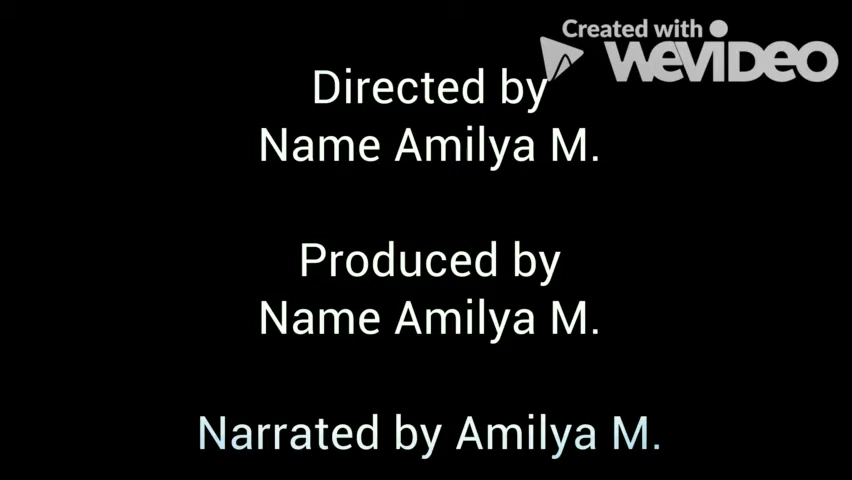 Created with
WEVIDEO
Directed by
Name Amilya M.
Produced by
Name Amilya M.
Narrated by Amilya M.